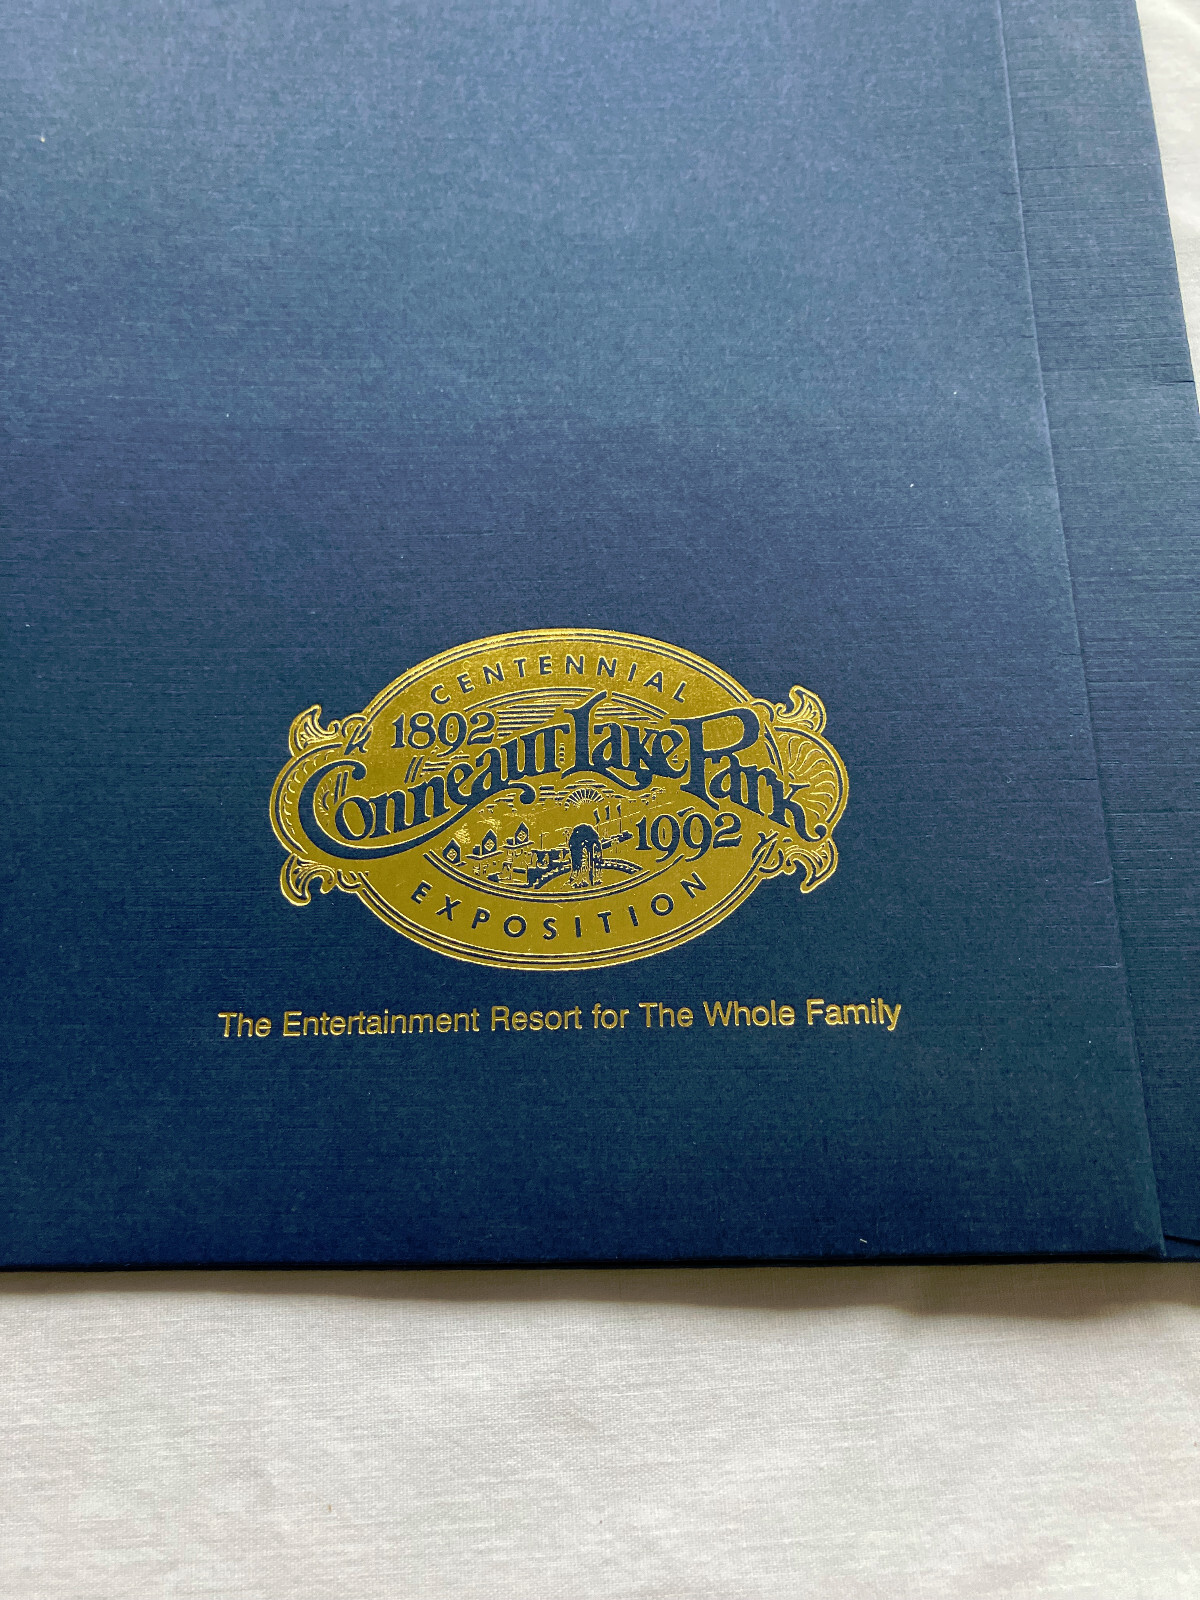 CENTENNIAL
1892
Conneaut Lake Park
1992
EXPOSITION
The Entertainment Resort for The Whole Family